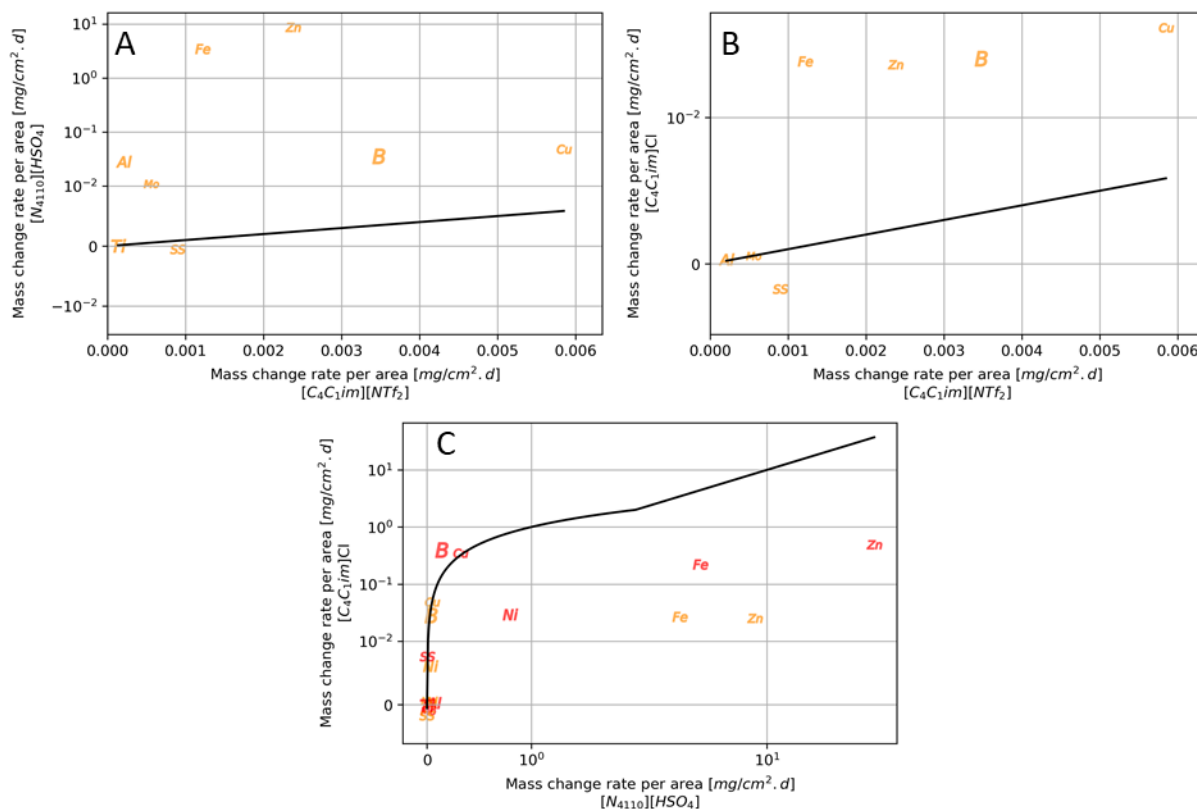 A
Mass change rate per area [mg/cm².d]
[N₄₁₁₀][HSO₄]
10¹
10⁰
10⁻¹
10⁻²
0
−10⁻²
Zn
Fe
Al
Mo
B
Cu
Ti
SS
0.000 0.001 0.002 0.003 0.004 0.005 0.006
Mass change rate per area [mg/cm².d]
[C₄C₁im][NTf₂]
B
Mass change rate per area [mg/cm².d]
[C₄C₁im]Cl
10⁻²
0
Cu
Fe
Zn
B
Al
Mo
SS
0.000 0.001 0.002 0.003 0.004 0.005 0.006
Mass change rate per area [mg/cm².d]
[C₄C₁im][NTf₂]
C
Mass change rate per area [mg/cm².d]
[C₄C₁im]Cl
10¹
10⁰
10⁻¹
10⁻²
0
B
Cu
Zn
Fe
Cu
B
Ni
Fe
Zn
SS
SS
0 10⁰ 10¹
Mass change rate per area [mg/cm².d]
[N₄₁₁₀][HSO₄]